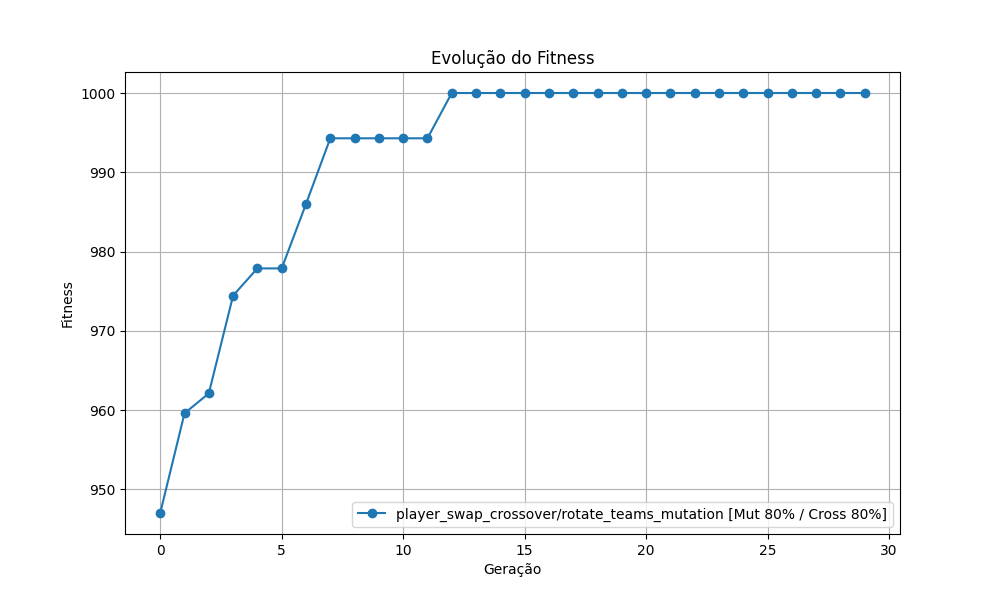 Evolução do Fitness
1000
990
980
970
960
950
Fitness
0 5 10 15 20 25 30
Geração
player_swap_crossover/rotate_teams_mutation [Mut 80% / Cross 80%]